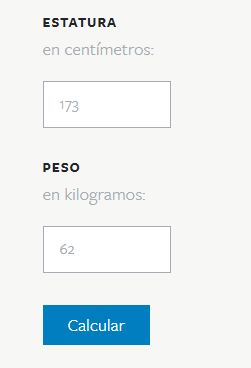 ESTATURA
en centímetros:
173
PESO
en kilogramos:
62
Calcular